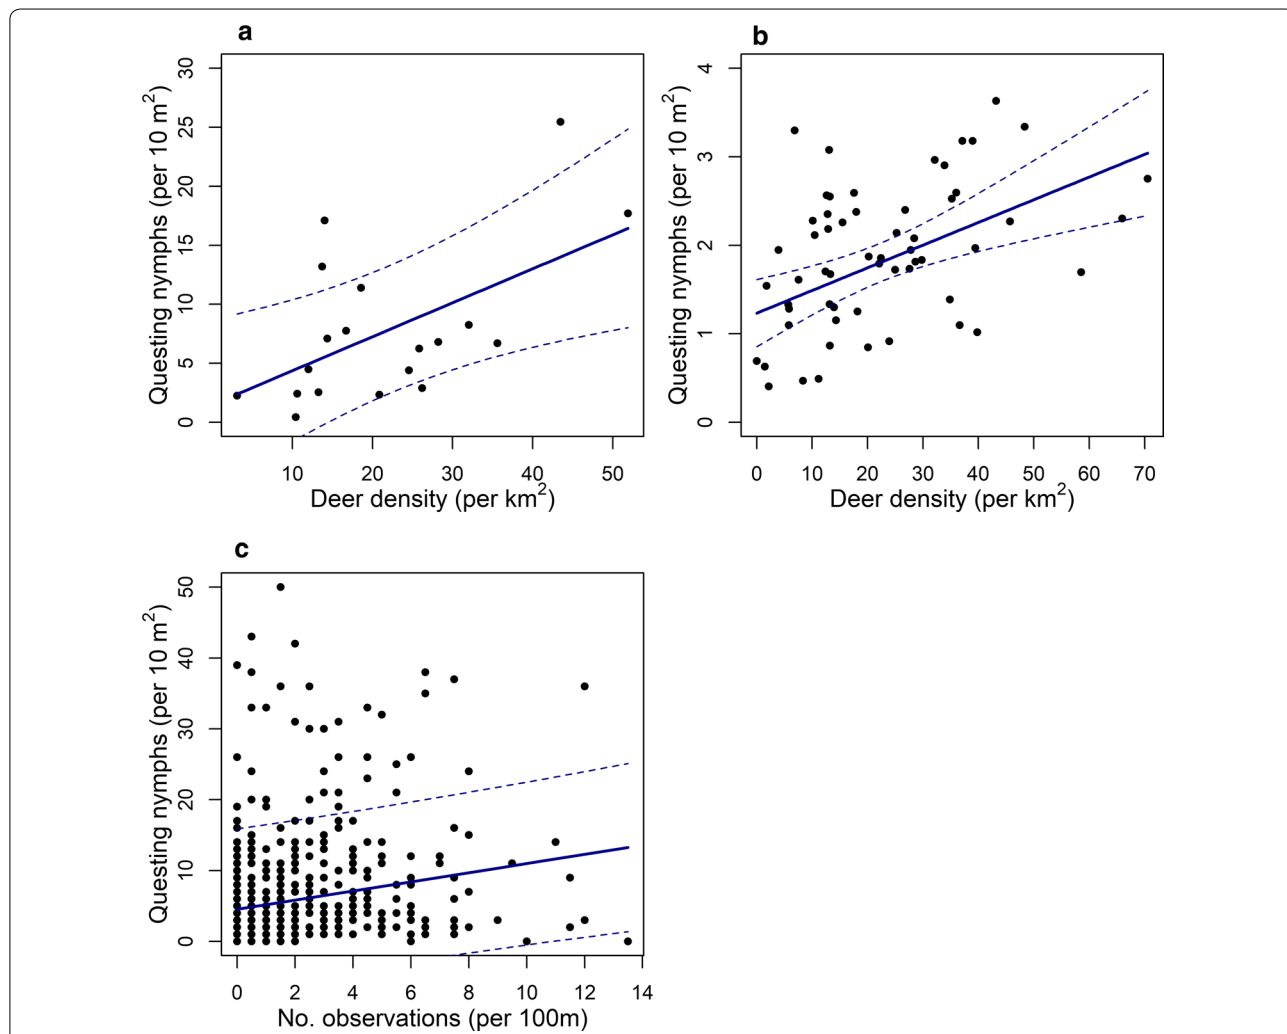 a
Questing nymphs (per 10 m²)
30
25
20
15
10
5
0
10 20 30 40 50
Deer density (per km²)
b
Questing nymphs (per 10 m²)
4
3
2
1
0
0 10 20 30 40 50 60 70
Deer density (per km²)
c
Questing nymphs (per 10 m²)
50
40
30
20
10
0
0 2 4 6 8 10 12 14
No. observations (per 100m)